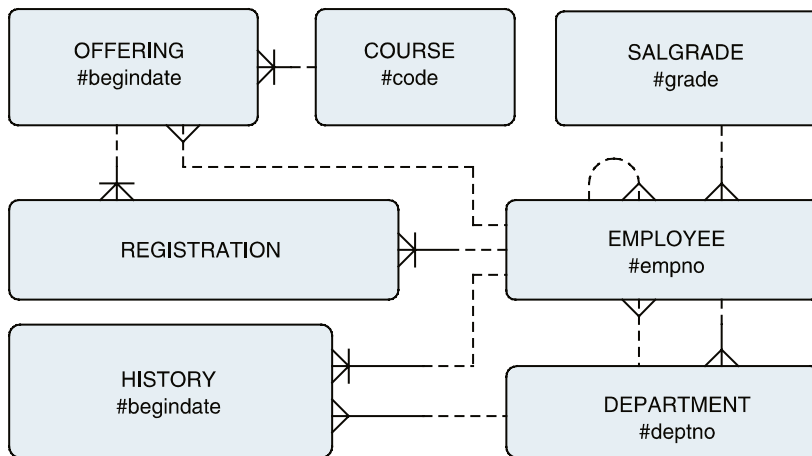 OFFERING
#begindate
COURSE
#code
SALGRADE
#grade
REGISTRATION
EMPLOYEE
#empno
HISTORY
#begindate
DEPARTMENT
#deptno